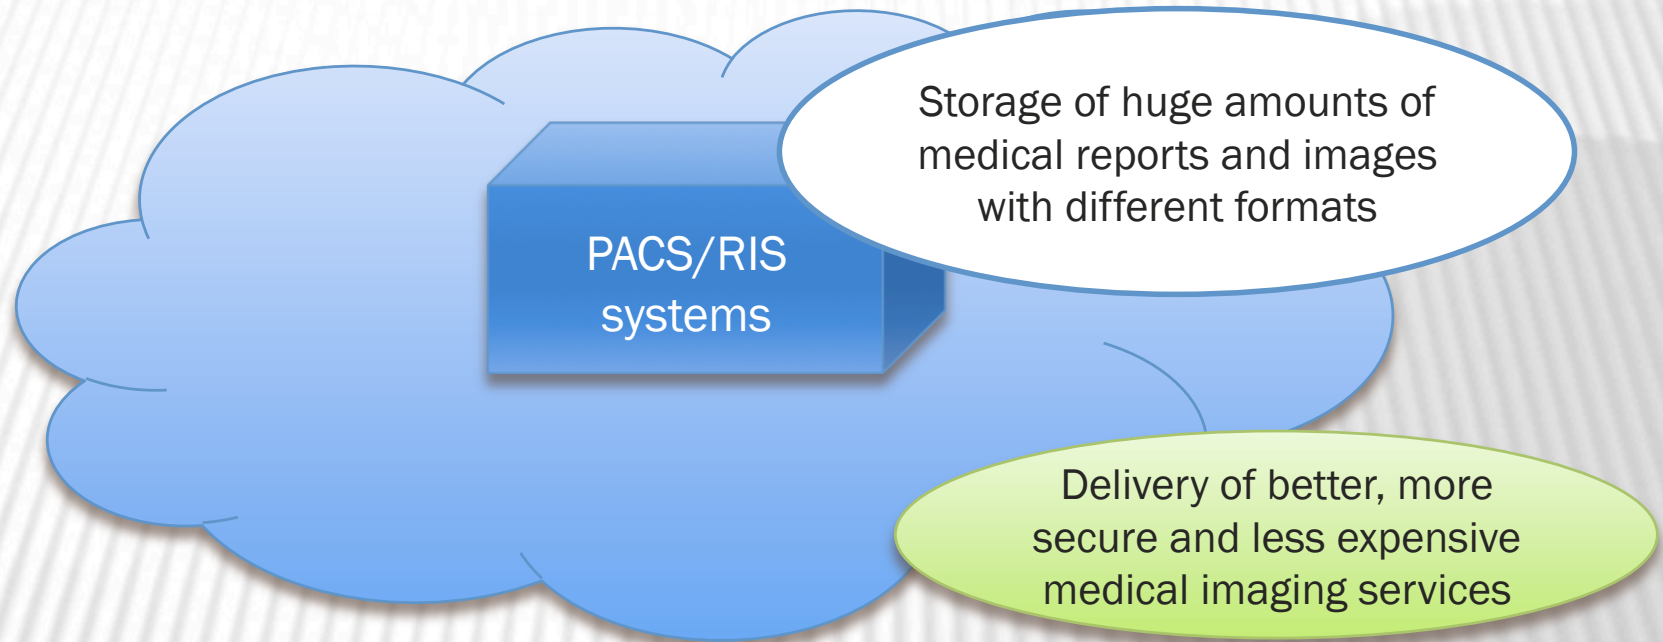 Storage of huge amounts of
medical reports and images
with different formats
PACS/RIS
systems
Delivery of better, more
secure and less expensive
medical imaging services